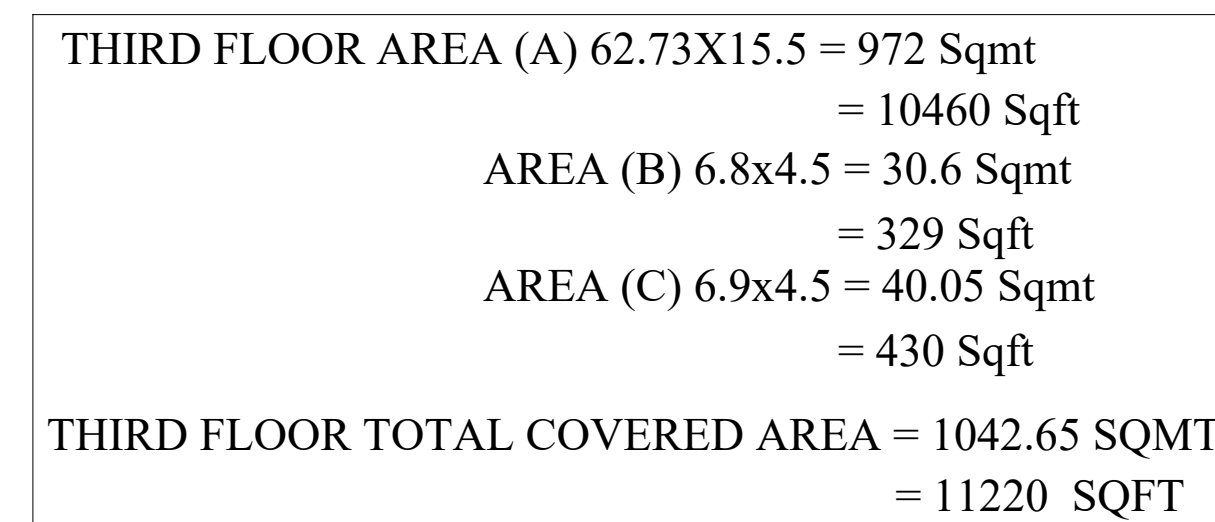 THIRD FLOOR AREA (A) 62.73X15.5 = 972 Sqmt
= 10460 Sqft
AREA (B) 6.8x4.5 = 30.6 Sqmt
= 329 Sqft
AREA (C) 6.9x4.5 = 40.05 Sqmt
= 430 Sqft
THIRD FLOOR TOTAL COVERED AREA = 1042.65 SQMT
= 11220 SQFT